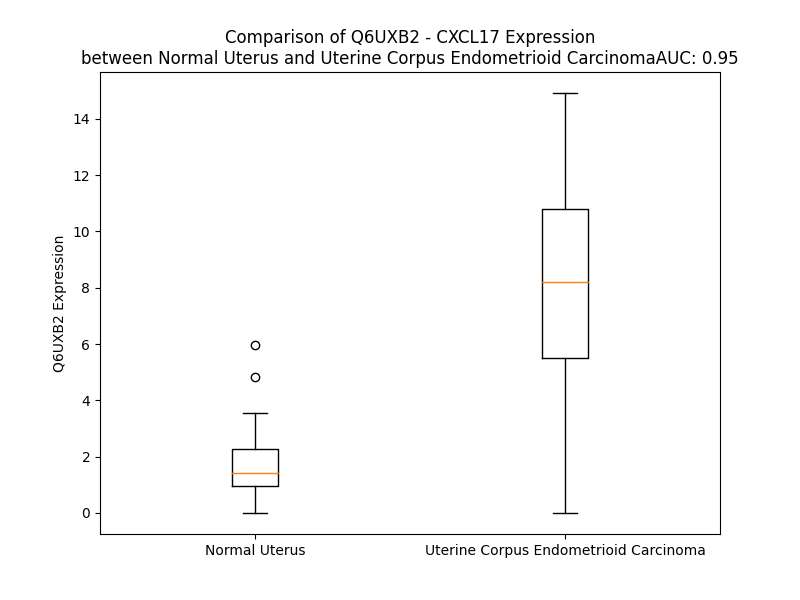 Comparison of Q6UXB2 - CXCL17 Expression
between Normal Uterus and Uterine Corpus Endometrioid CarcinomaAUC: 0.95
14
12
10
8
6
4
2
0
Q6UXB2 Expression
Normal Uterus
Uterine Corpus Endometrioid Carcinoma